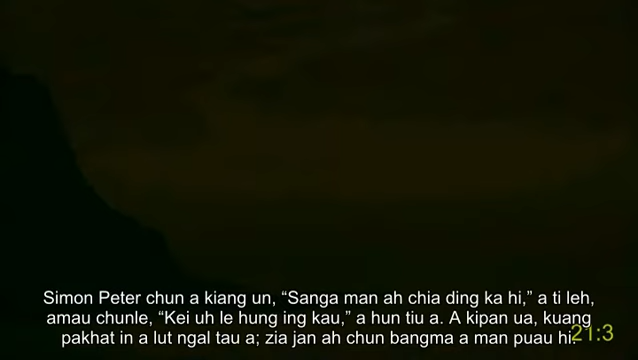 Simon Peter chun a kiang un, “Sanga man ah chia ding ka hi,” a ti leh,
amau chunle, “Kei uh le hung ing kau,” a hun tiu a. A kipan ua, kuang
pakhat in a lut ngal tau a; zia jan ah chun bangma a man puau hi.
21:3